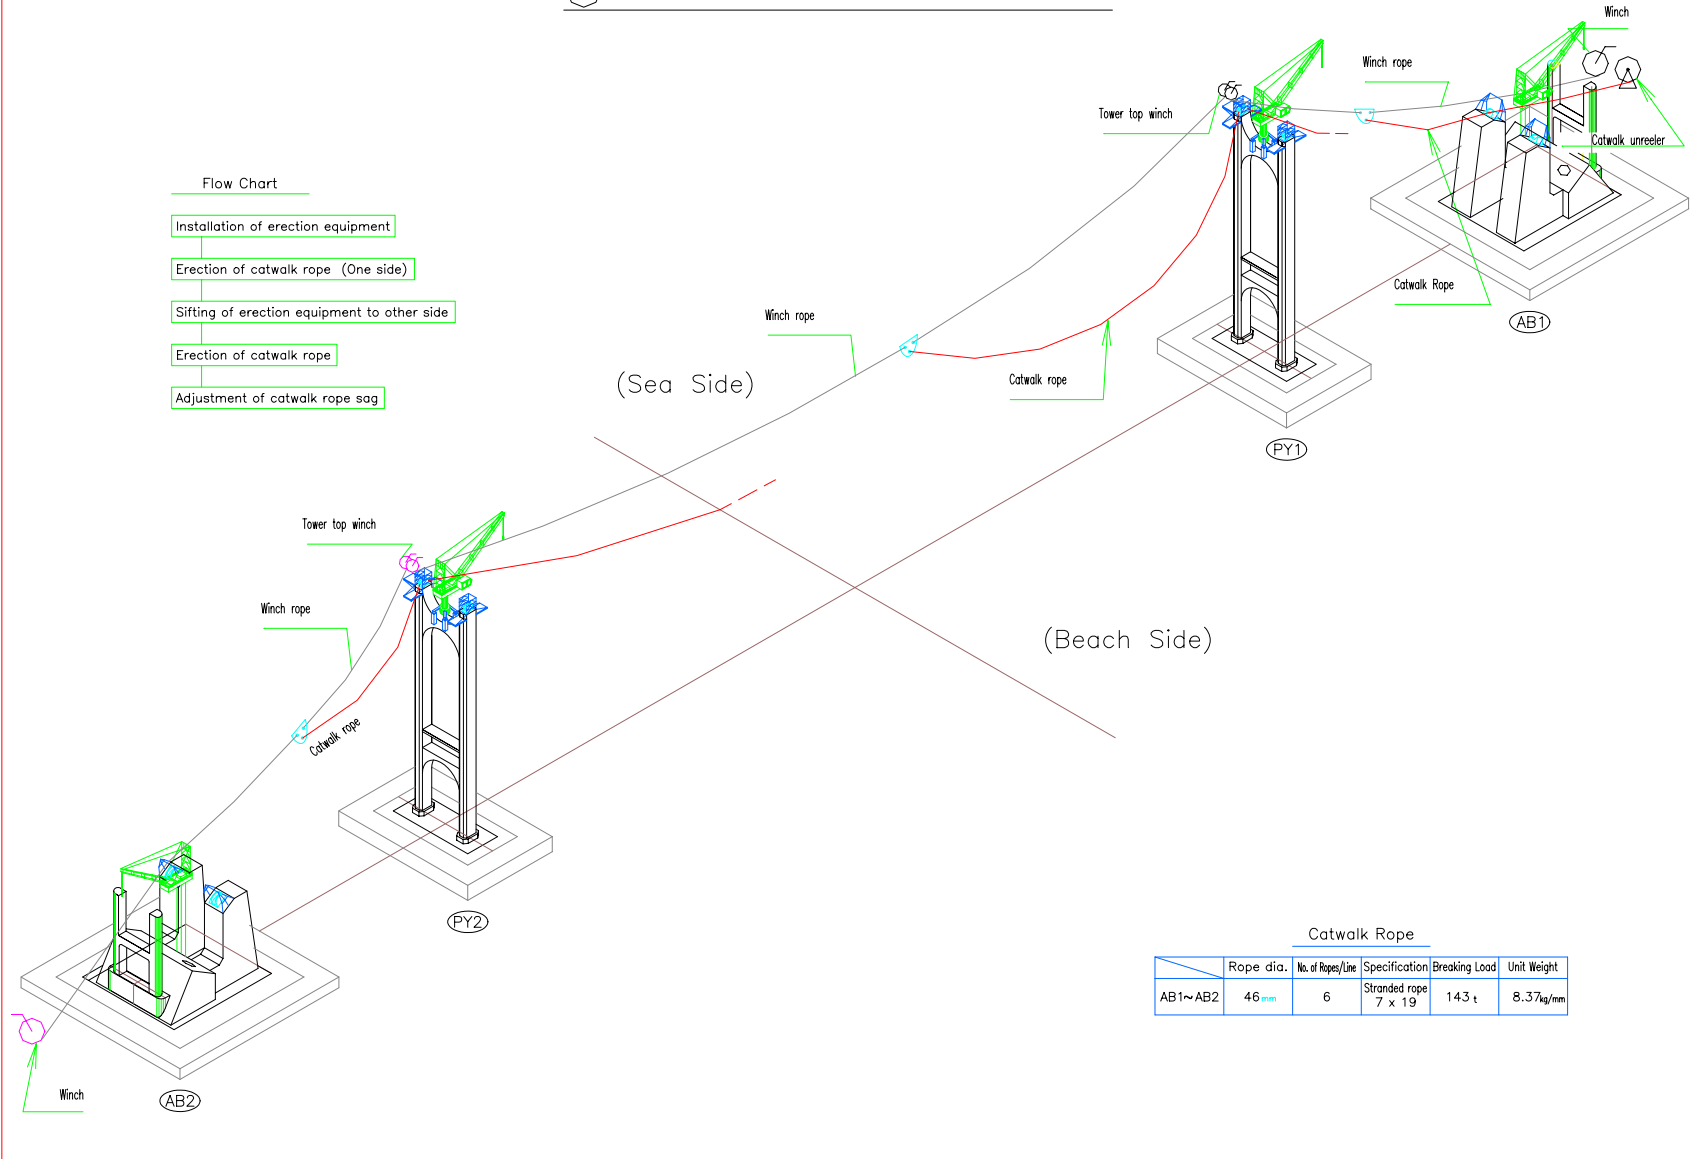 Winch
Winch rope
Tower top winch
Catwalk unreeler
Flow Chart
Installation of erection equipment
Erection of catwalk rope (One side)
Sifting of erection equipment to other side
Erection of catwalk rope
Adjustment of catwalk rope sag
Catwalk Rope
AB1
Winch rope
(Sea Side)
Catwalk rope
PY1
Tower top winch
Winch rope
(Beach Side)
Catwalk rope
PY2
Winch
AB2
Catwalk Rope
Rope dia. No. of Ropes/Line Specification Breaking Load Unit Weight
AB1~AB2 46 mm 6 Stranded rope 143 t 8.37 kg/mm
7 x 19